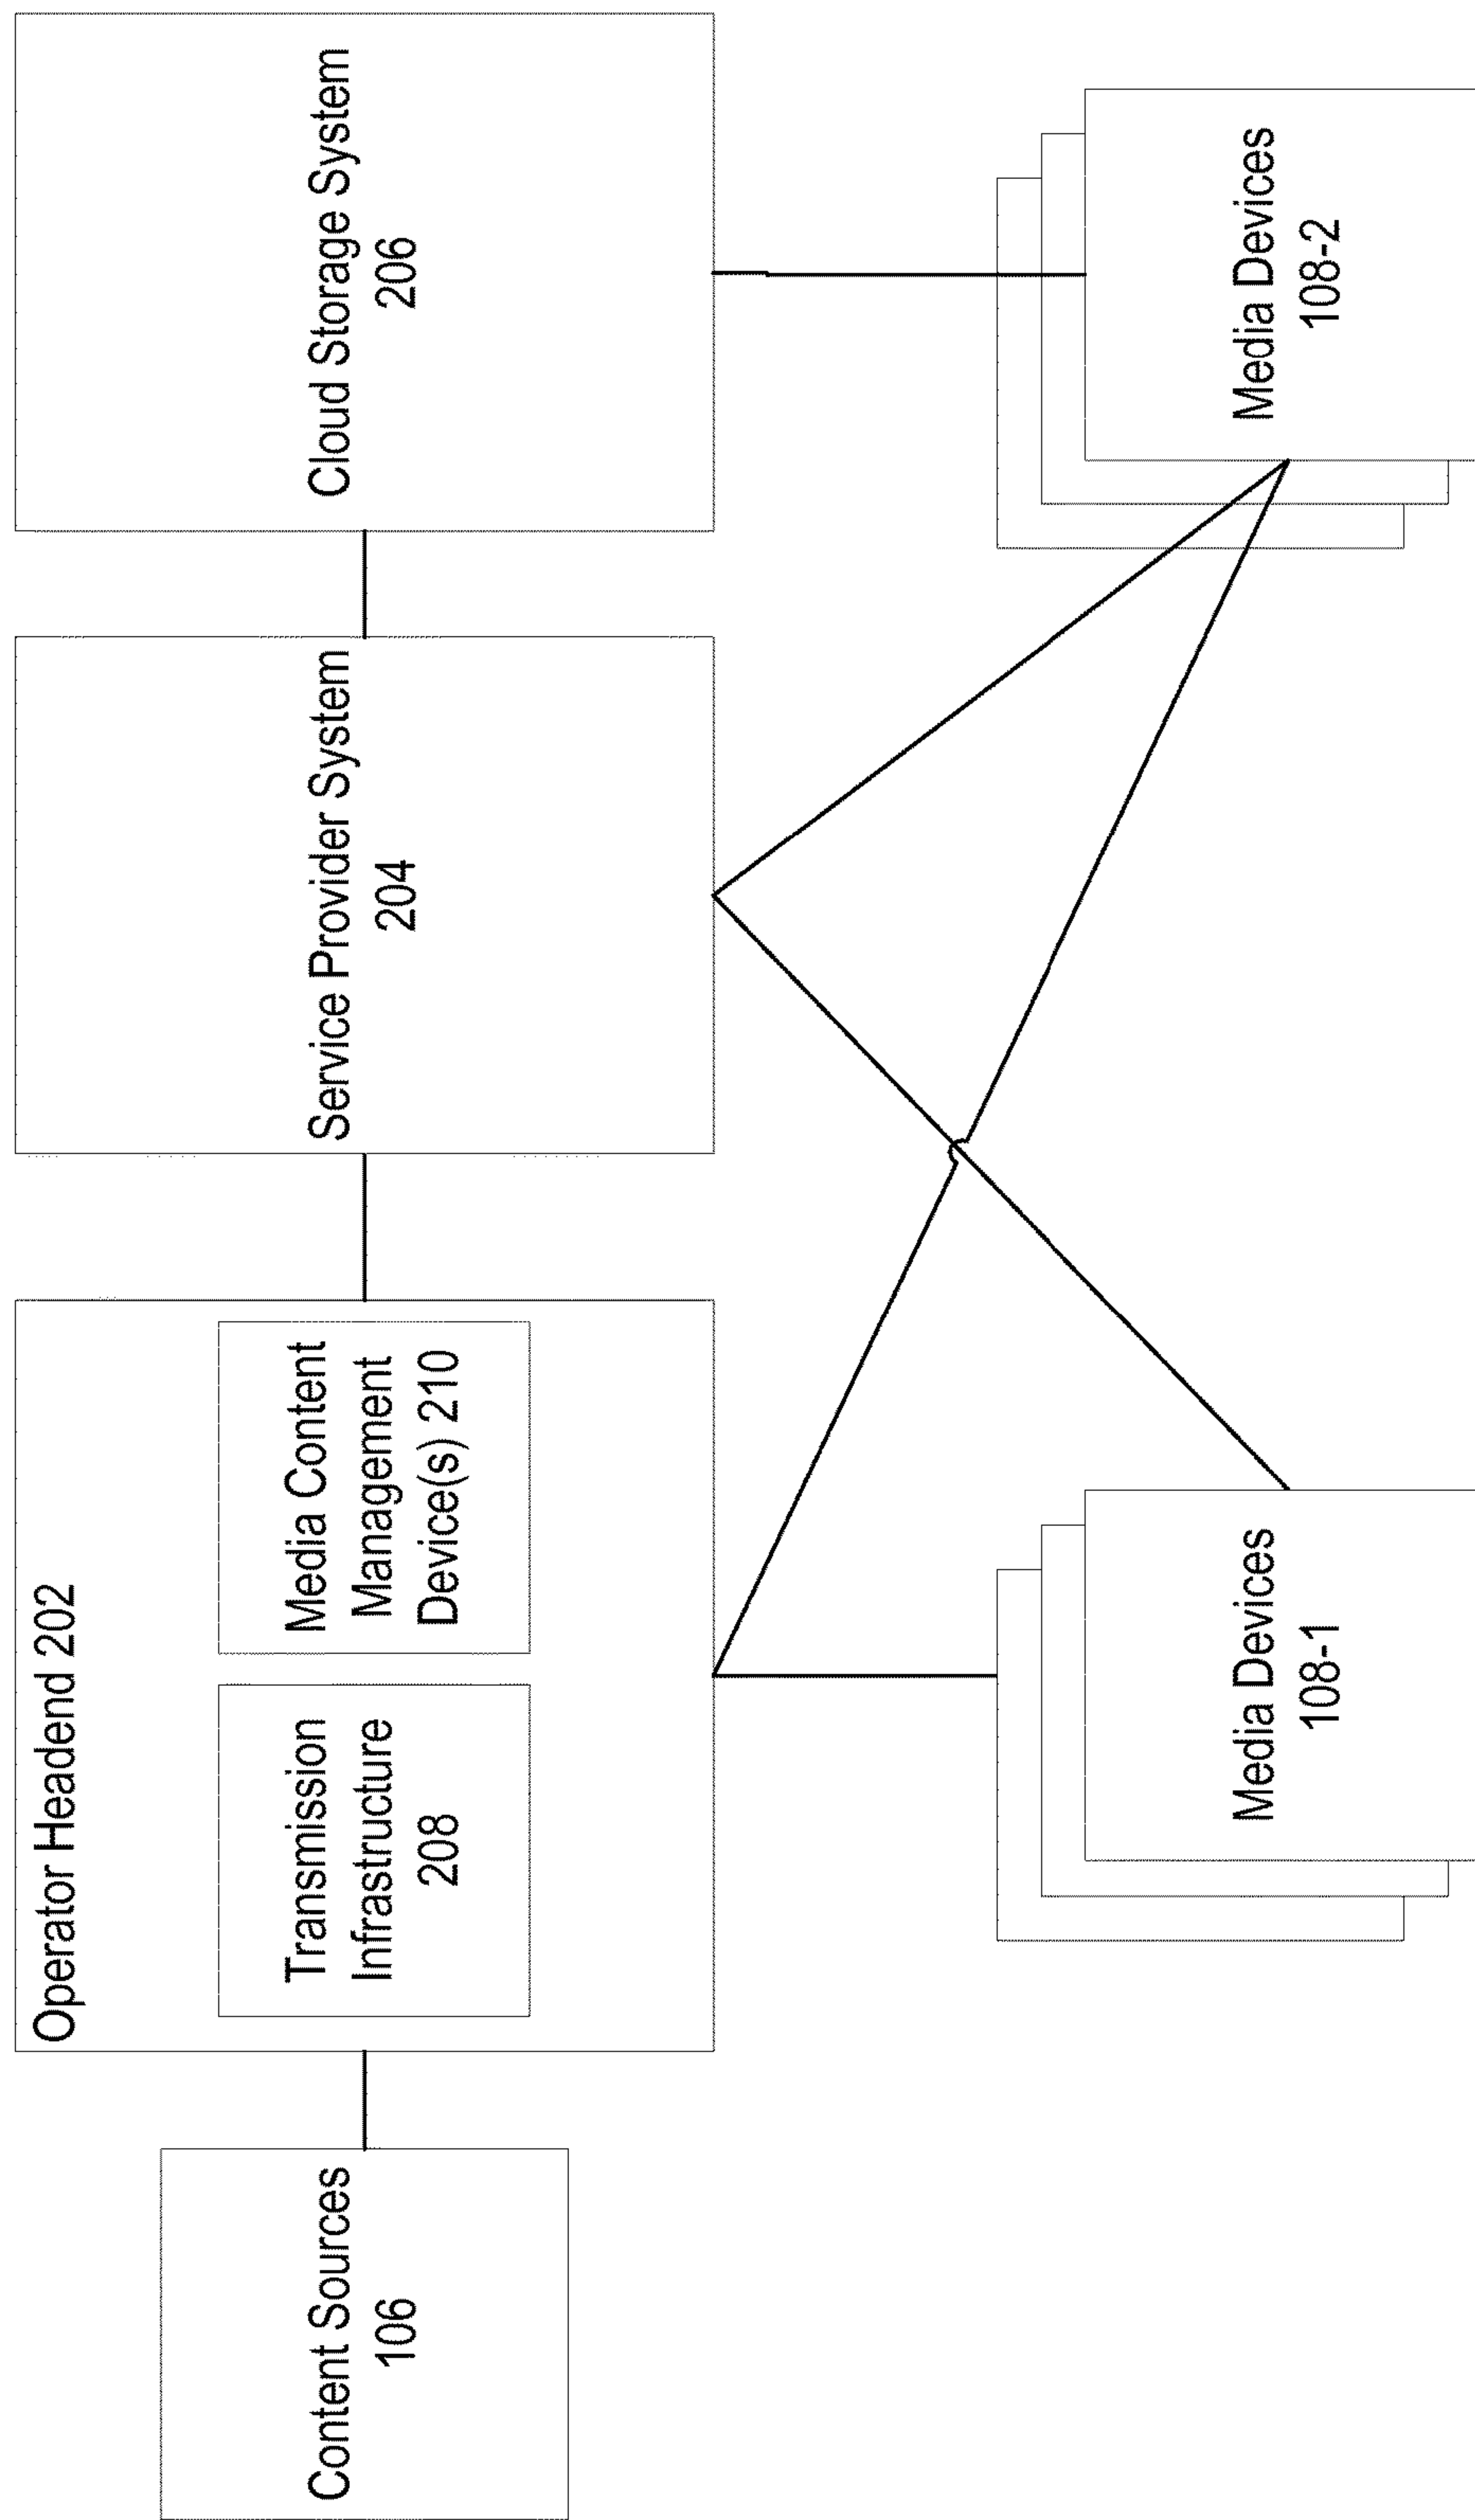 Content Sources
106
Operator Headend 202
Transmission
Infrastructure
208
Media Content
Management
Device(s) 210
Service Provider System
204
Cloud Storage System
206
Media Devices
108-1
Media Devices
108-2